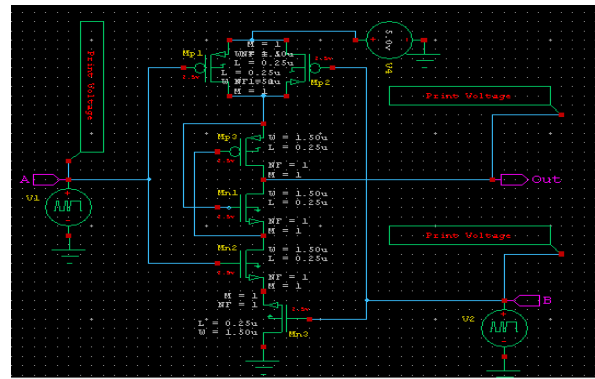 Print Voltage
Mp1
M = 1
W = 1.50u
L = 0.25u
L = 0.25u
M = 1
Mp2
5.0v
V4
Print Voltage
Mp3
W = 1.50u
L = 0.25u
NF = 1
M = 1
A
Out
V1
Mn1
W = 1.50u
L = 0.25u
NF = 1
M = 1
Mn2
W = 1.50u
L = 0.25u
NF = 1
M = 1
Print Voltage
M = 1
NF = 1
L = 0.25u
W = 1.50u
Mn3
B
V2